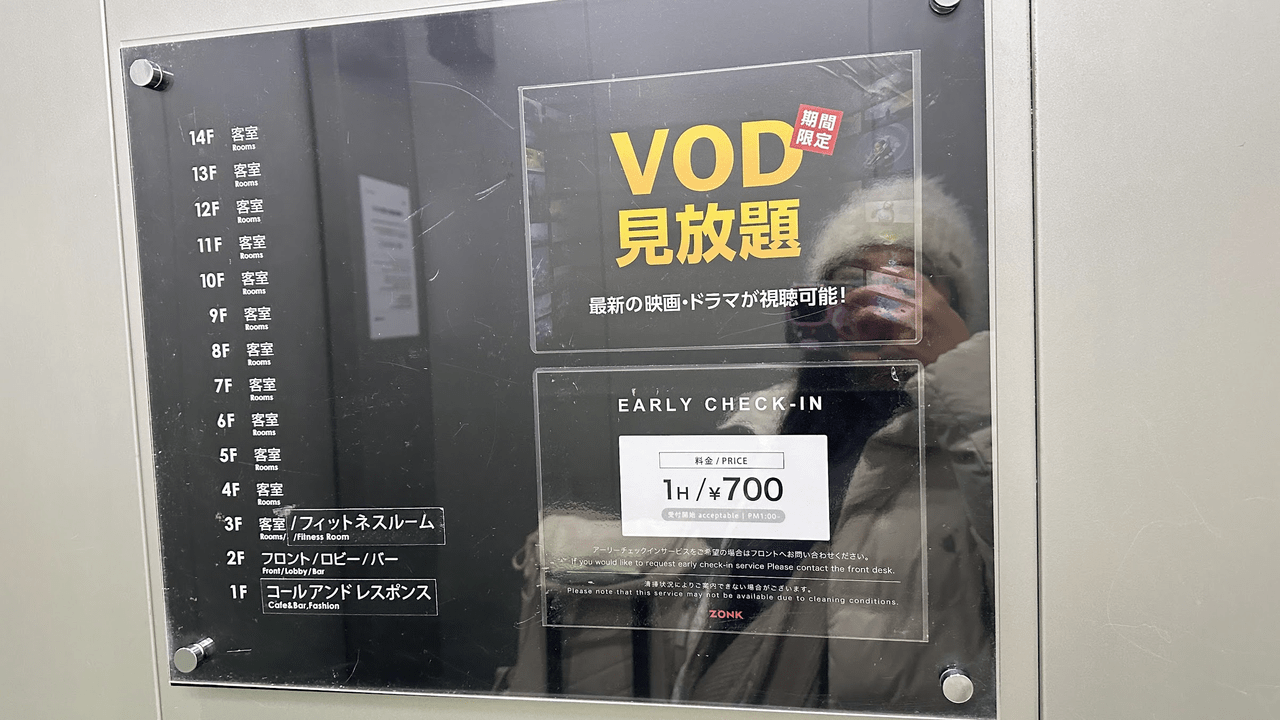 14F 客室
Rooms
13F 客室
Rooms
12F 客室
Rooms
11F 客室
Rooms
10F 客室
Rooms
9F 客室
Rooms
8F 客室
Rooms
7F 客室
Rooms
6F 客室
Rooms
5F 客室
Rooms
4F 客室
Rooms
3F 客室/フィットネスルーム
Rooms/ /Fitness Room
2F フロント/ロビー/バー
Front/Lobby/Bar
1F コールアンドレスポンス
Cafe&Bar,Fashion
期間
限定
VOD
見放題
最新の映画・ドラマが視聴可能!
EARLY CHECK-IN
料金/PRICE
1H/¥700
受付開始 acceptable | PM1:00-
アーリーチェックインサービスをご希望の場合はフロントへお問い合わせください。
If you would like to request early check-in service Please contact the front desk.
清掃状況によりご案内できない場合がございます。
Please note that this service may not be available due to cleaning conditions.
ZONK